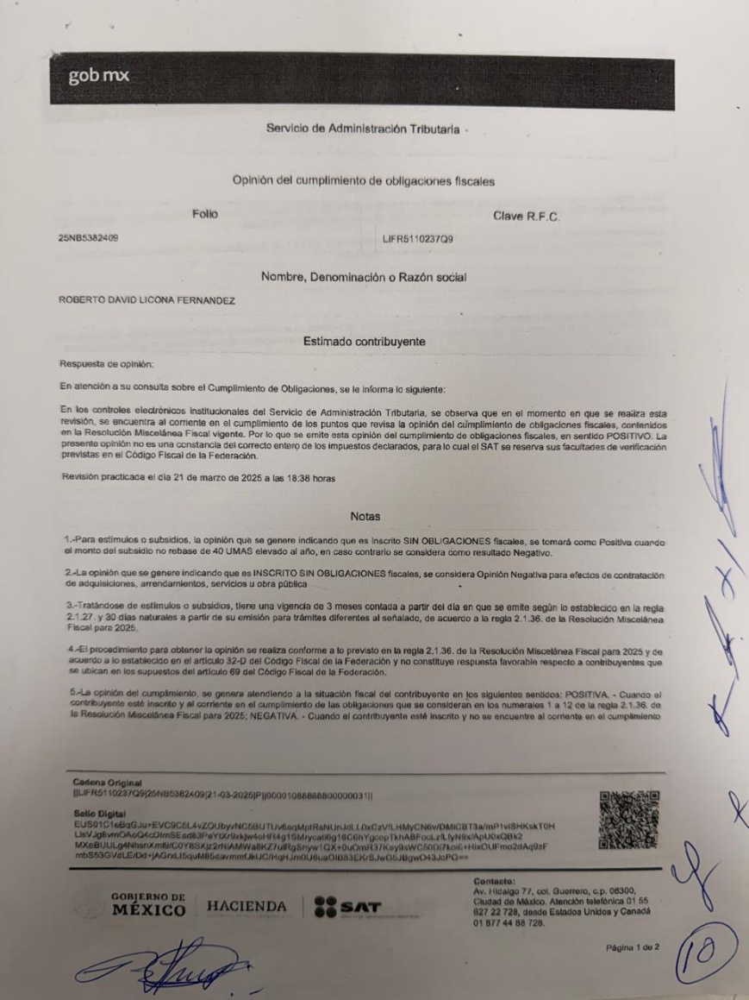 gob mx
Servicio de Administración Tributaria
Opinión del cumplimiento de obligaciones fiscales
Folio
Clave R.F.C.
25NB5382409
LIFR5110237Q9
Nombre, Denominación o Razón social
ROBERTO DAVID LICONA FERNANDEZ
Estimado contribuyente
Respuesta de opinión:
En atención a su consulta sobre el Cumplimiento de Obligaciones, se le informa lo siguiente:
En los controles electrónicos institucionales del Servicio de Administración Tributaria, se observa que en el momento en que se realiza esta
revisión, se encuentra al corriente en el cumplimiento de los puntos que revisa la opinión del cumplimiento de obligaciones fiscales, contenidos
en la Resolución Miscelánea Fiscal vigente. Por lo que se emite esta opinión del cumplimiento de obligaciones fiscales, en sentido POSITIVO. La
presente opinión no es una constancia del correcto entero de los impuestos declarados, para lo cual el SAT se reserva sus facultades de verificación
previstas en el Código Fiscal de la Federación.
Revisión practicada el día 21 de marzo de 2025 a las 18:38 horas
Notas
1.-Para estímulos o subsidios, la opinión que se genere indicando que es Inscrito SIN OBLIGACIONES fiscales, se tomará como Positiva cuando
el monto del subsidio no rebase de 40 UMAS elevado al año, en caso contrario se considera como resultado Negativo.
2.-La opinión que se genere indicando que es INSCRITO SIN OBLIGACIONES fiscales, se considera Opinión Negativa para efectos de contratación
de adquisiciones, arrendamientos, servicios u obra pública
3.-Tratándose de estímulos o subsidios, tiene una vigencia de 3 meses contada a partir del día en que se emite según lo establecido en la regla
2.1.27. y 30 días naturales a partir de su emisión para trámites diferentes al señalado, de acuerdo a la regla 2.1.36. de la Resolución Miscelánea
Fiscal para 2025.
4.-El procedimiento para obtener la opinión se realiza conforme a lo previsto en la regla 2.1.36. de la Resolución Miscelánea Fiscal para 2025 y de
acuerdo a lo establecido en el artículo 32-D del Código Fiscal de la Federación y no constituye respuesta favorable respecto a contribuyentes que
se ubican en los supuestos del artículo 69 del Código Fiscal de la Federación.
5.-La opinión del cumplimiento, se genera atendiendo a la situación fiscal del contribuyente en los siguientes sentidos: POSITIVA. - Cuando el
contribuyente esté inscrito y al corriente en el cumplimiento de las obligaciones que se consideran en los numerales 1 a 12 de la regla 2.1.36. de
la Resolución Miscelánea Fiscal para 2025; NEGATIVA. - Cuando el contribuyente esté inscrito y no se encuentre al corriente en el cumplimiento
Cadena Original
||LIFR5110237Q9|25NB5382409|21-03-2025|P||00001088888800000031||
Sello Digital
GOBIERNO DE
MÉXICO
HACIENDA
SAT
Contacto:
Av. Hidalgo 77, col. Guerrero, c.p. 06300,
Ciudad de México. Atención telefónica 01 55
627 22 728, desde Estados Unidos y Canadá
01 877 44 88 728.
Página 1 de 2
10